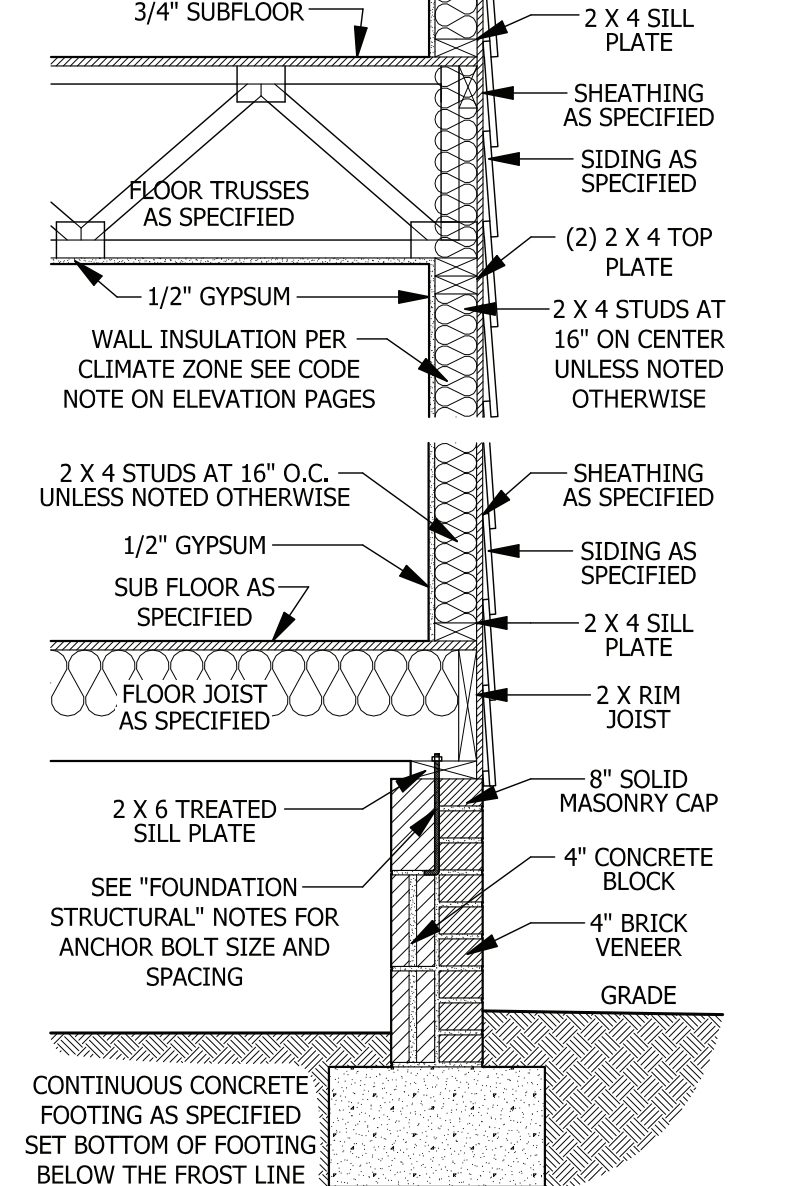 3/4" SUBFLOOR
2 X 4 SILL
PLATE
SHEATHING
AS SPECIFIED
SIDING AS
SPECIFIED
FLOOR TRUSSES
AS SPECIFIED
(2) 2 X 4 TOP
PLATE
1/2" GYPSUM
2 X 4 STUDS AT
16" ON CENTER
UNLESS NOTED
OTHERWISE
WALL INSULATION PER
CLIMATE ZONE SEE CODE
NOTE ON ELEVATION PAGES
2 X 4 STUDS AT 16" O.C.
UNLESS NOTED OTHERWISE
SHEATHING
AS SPECIFIED
1/2" GYPSUM
SIDING AS
SPECIFIED
SUB FLOOR AS
SPECIFIED
2 X 4 SILL
PLATE
FLOOR JOIST
AS SPECIFIED
2 X RIM
JOIST
2 X 6 TREATED
SILL PLATE
8" SOLID
MASONRY CAP
SEE "FOUNDATION
STRUCTURAL" NOTES FOR
ANCHOR BOLT SIZE AND
SPACING
4" CONCRETE
BLOCK
4" BRICK
VENEER
GRADE
CONTINUOUS CONCRETE
FOOTING AS SPECIFIED
SET BOTTOM OF FOOTING
BELOW THE FROST LINE